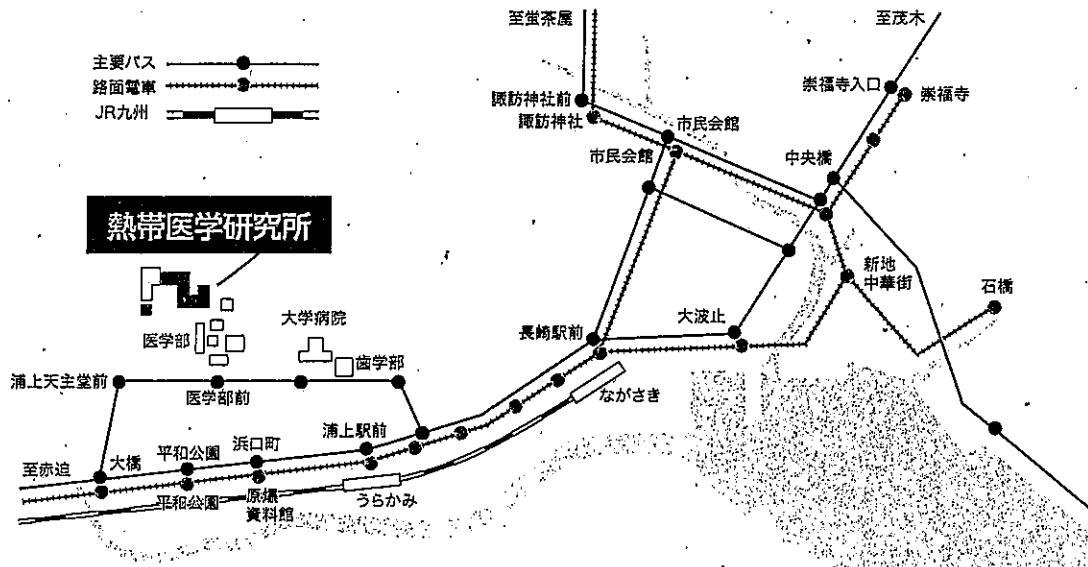 至蛍茶屋
至茂木
主要バス
路面電車
JR九州
諏訪神社前
諏訪神社
市民会館
市民会館
崇福寺入口
崇福寺
中央橋
熱帯医学研究所
新地
中華街
石橋
大学病院
医学部
歯学部
長崎駅前
大波止
浦上天主堂前
医学部前
ながさき
浦上駅前
浜口町
平和公園
大橋
至赤迫
平和公園
原爆
資料館
うらかみ